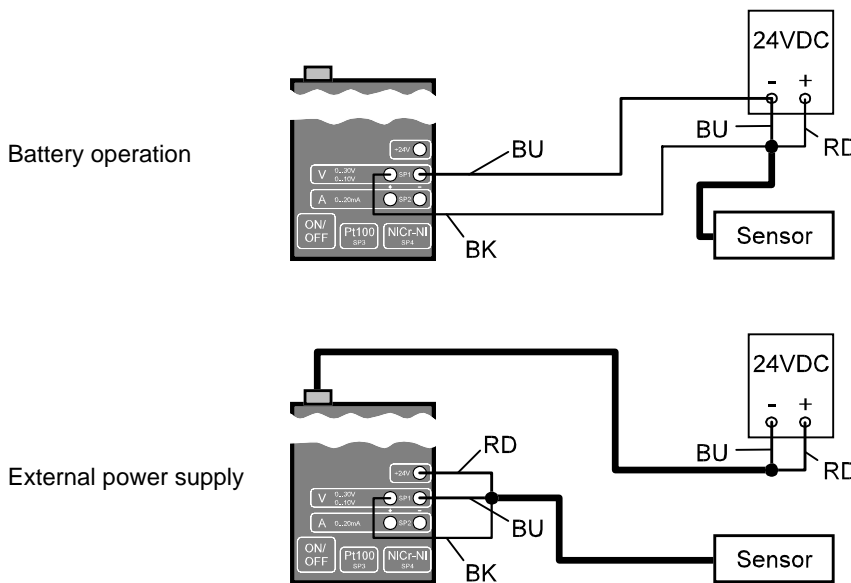 24VDC
- +
BU
RD
Battery operation
+24V
BU
V 0...30V
0...10V
SP1
+ -
A 0...20mA
SP2
BK
ON/
OFF
Pt100
SP3
NiCr-Ni
SP4
Sensor
24VDC
- +
BU
RD
RD
External power supply
+24V
V 0...30V
0...10V
SP1
+ -
BU
A 0...20mA
SP2
ON/
OFF
Pt100
SP3
NiCr-Ni
SP4
BK
Sensor